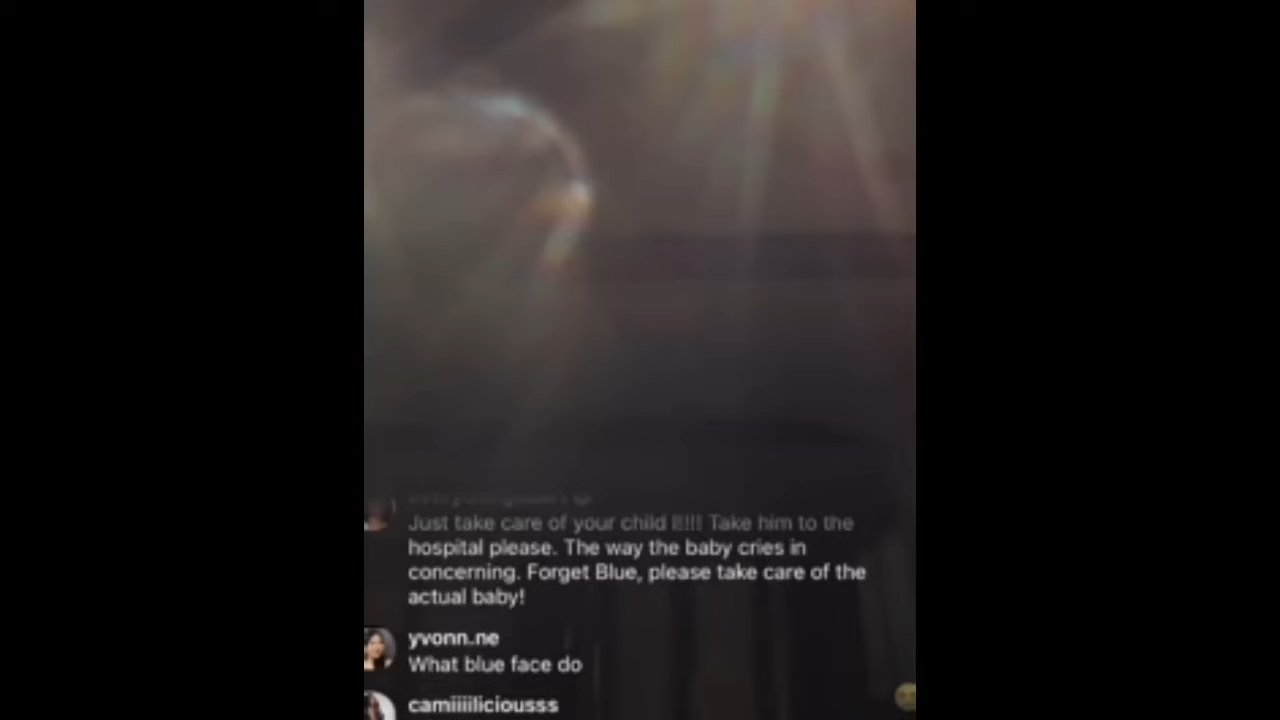 Just take care of your child I!!!! Take him to the
hospital please. The way the baby cries in
concerning. Forget Blue, please take care of the
actual baby!
yvonn.ne
What blue face do
camiiiiliciousss